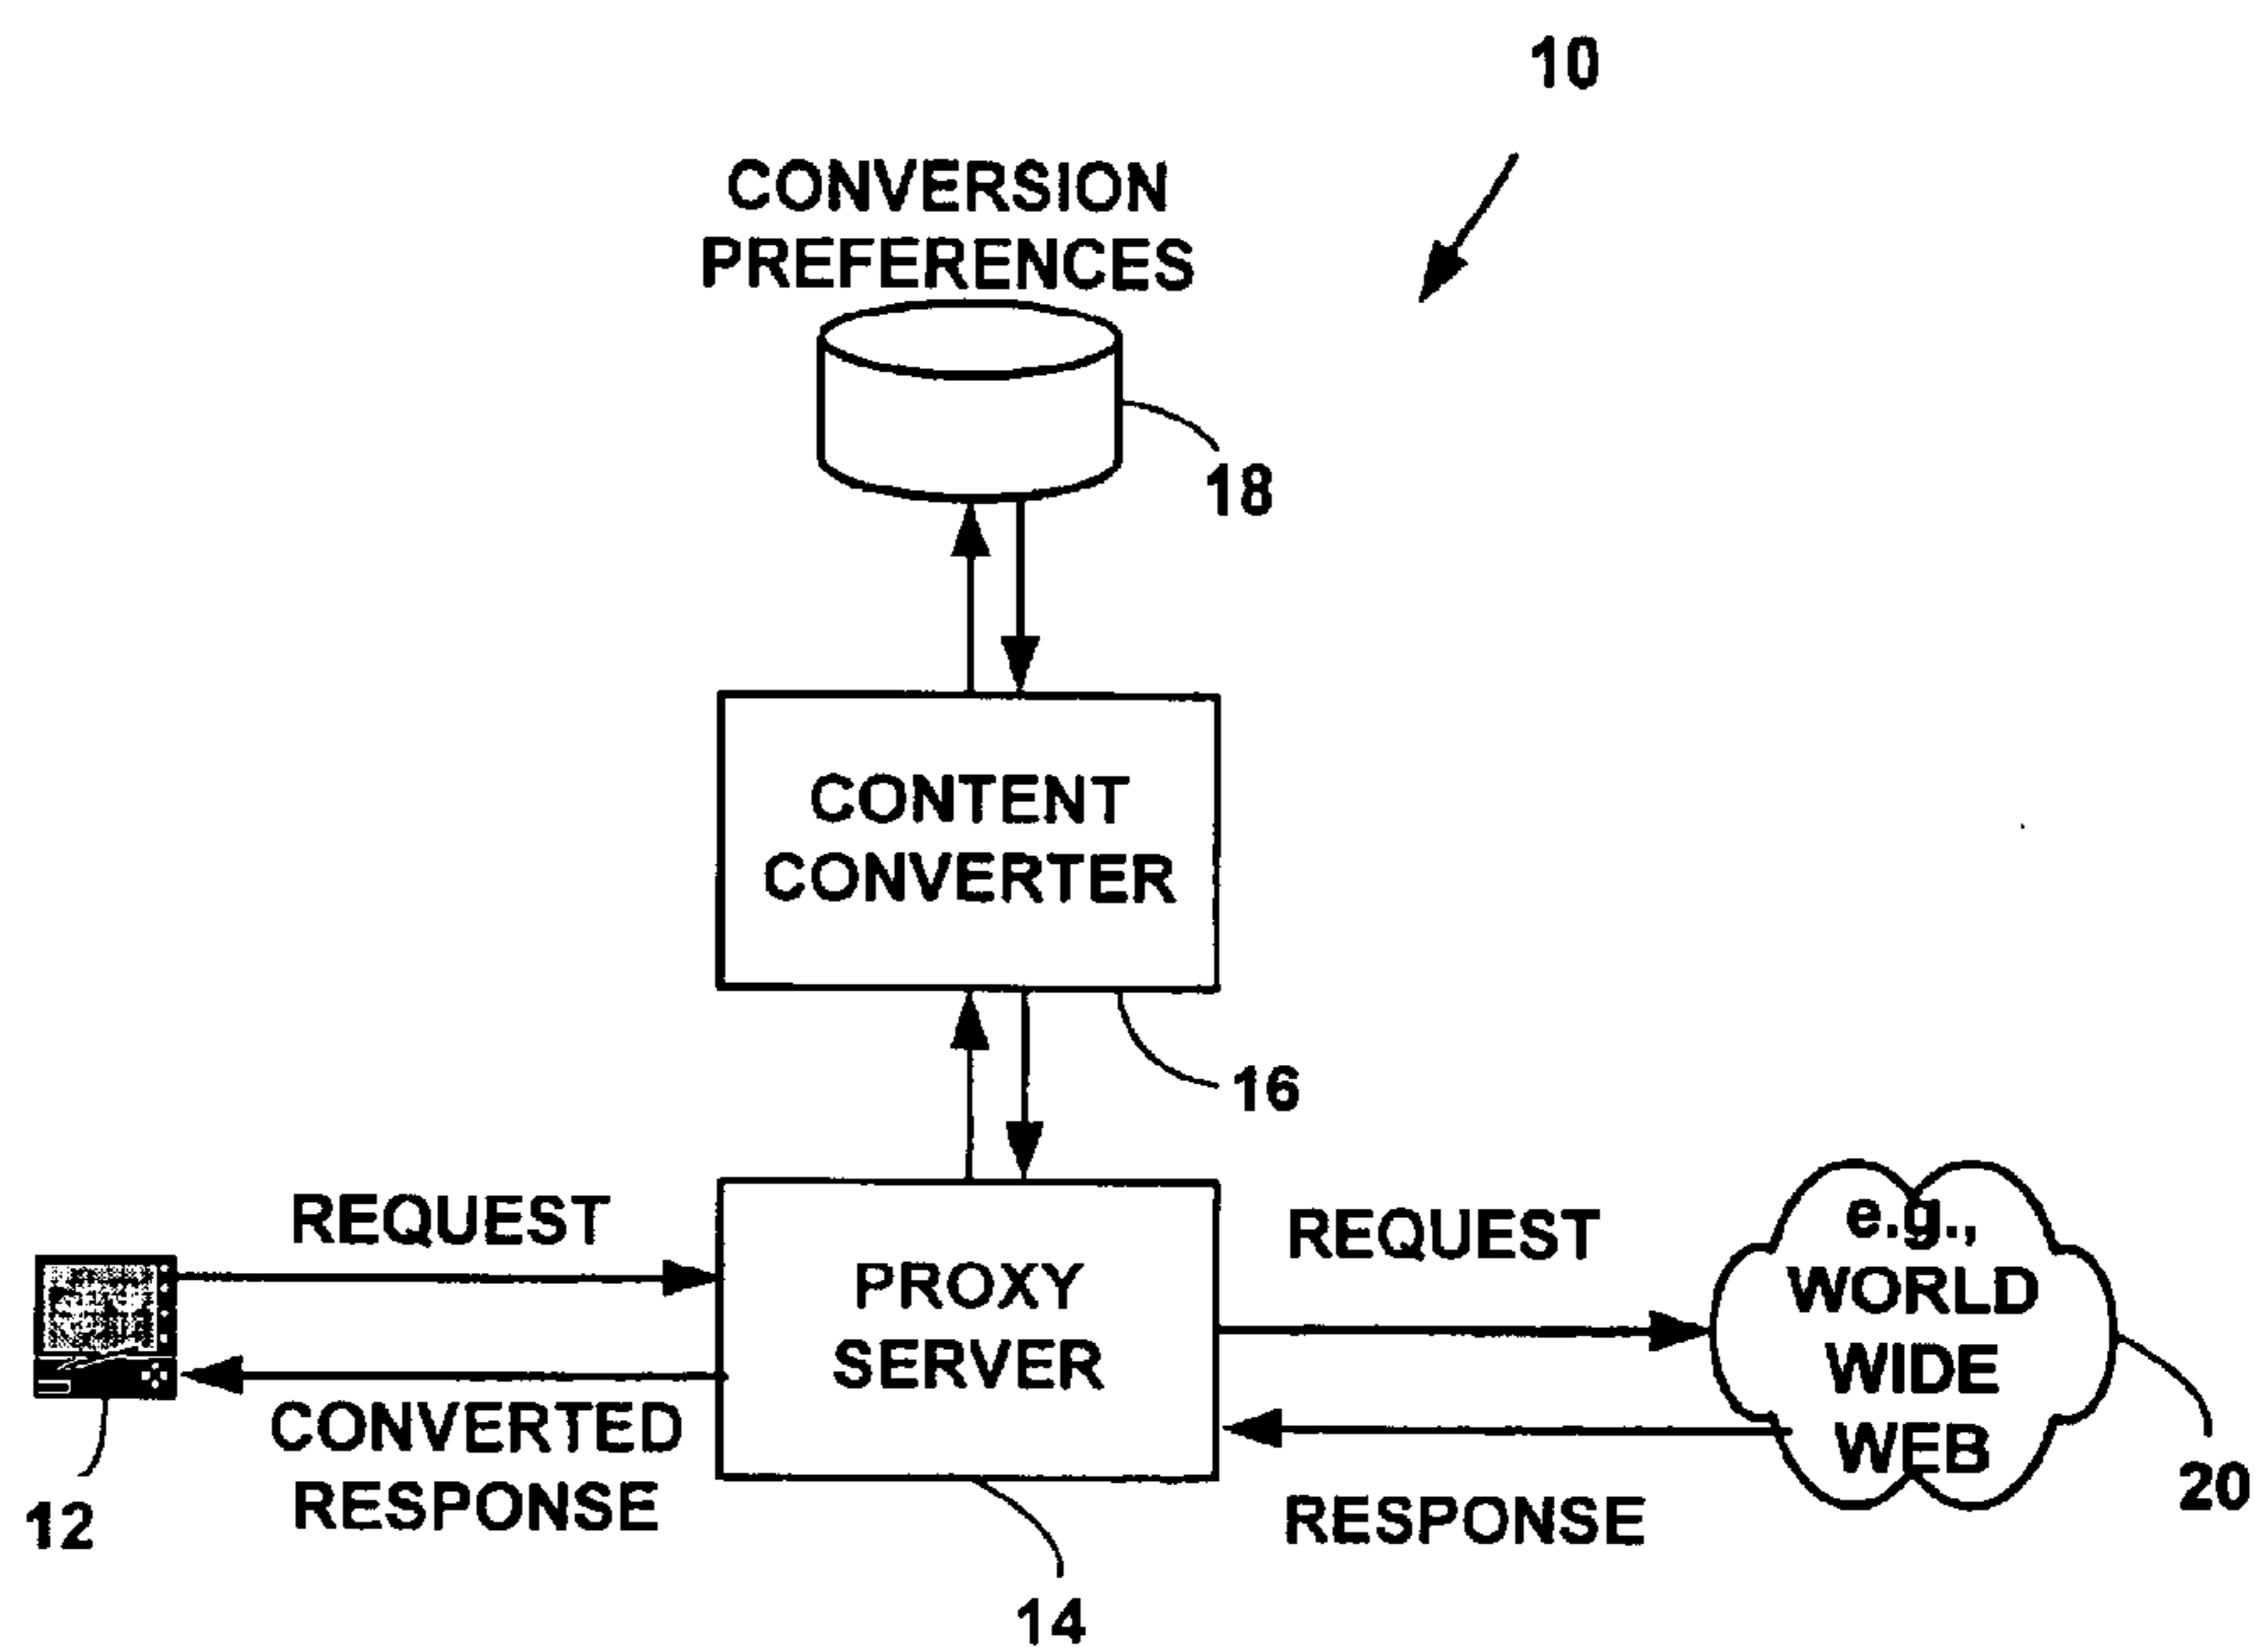 10
CONVERSION
PREFERENCES
18
CONTENT
CONVERTER
16
REQUEST
CONVERTED
RESPONSE
12
PROXY
SERVER
14
REQUEST
RESPONSE
e.g.,
WORLD
WIDE
WEB
20